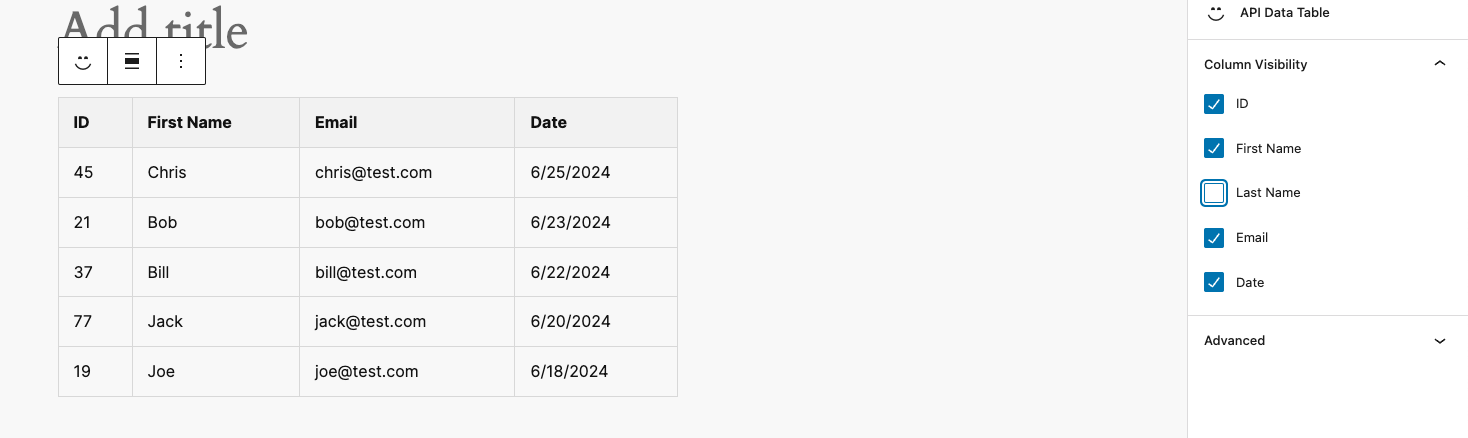 Add title
ID First Name Email Date
45 Chris chris@test.com 6/25/2024
21 Bob bob@test.com 6/23/2024
37 Bill bill@test.com 6/22/2024
77 Jack jack@test.com 6/20/2024
19 Joe joe@test.com 6/18/2024
API Data Table
Column Visibility
ID
First Name
Last Name
Email
Date
Advanced